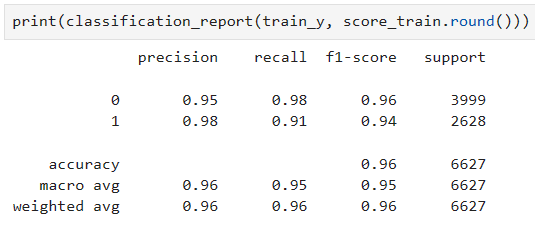 print(classification_report(train_y, score_train.round()))
precision recall f1-score support
0 0.95 0.98 0.96 3999
1 0.98 0.91 0.94 2628
accuracy 0.96 6627
macro avg 0.96 0.95 0.95 6627
weighted avg 0.96 0.96 0.96 6627